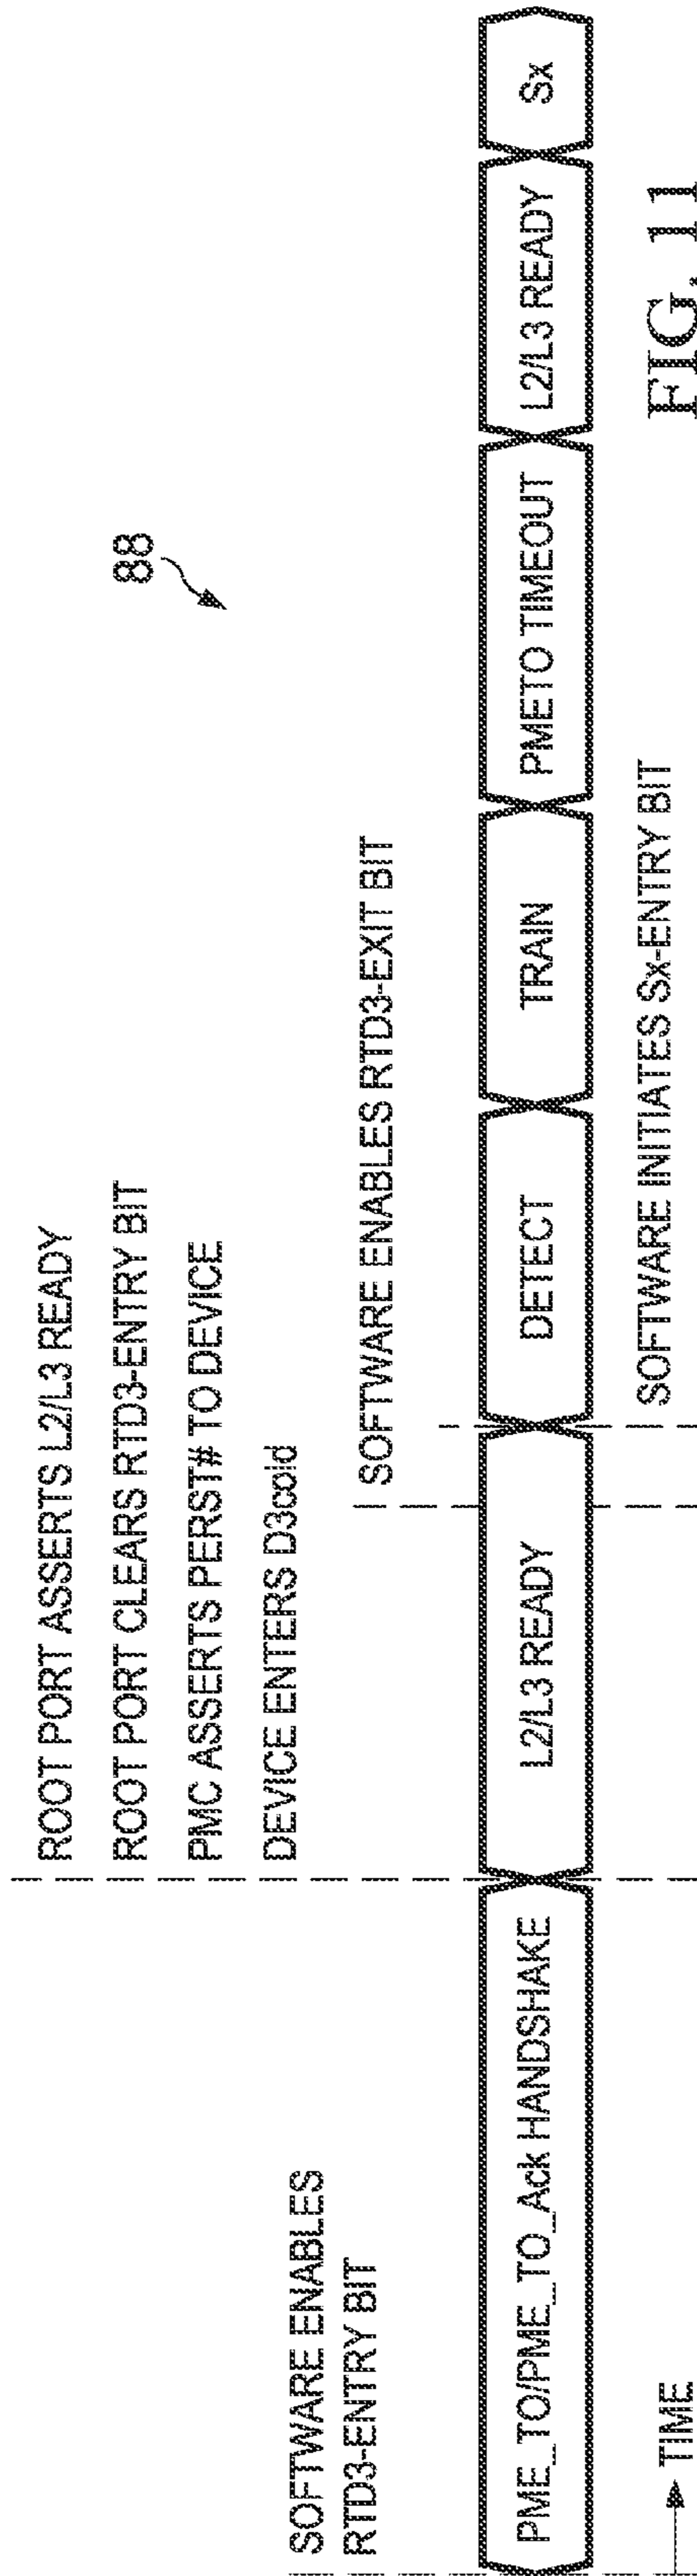 ROOT PORT ASSERTS L2/L3 READY
ROOT PORT CLEARS RTD3-ENTRY BIT
PMC ASSERTS PERST# TO DEVICE
DEVICE ENTERS D3cold
88
SOFTWARE ENABLES
RTD3-ENTRY BIT
SOFTWARE ENABLES RTD3-EXIT BIT
PME_TO/PME_TO_Ack HANDSHAKE
L2/L3 READY
DETECT
TRAIN
PMETO TIMEOUT
L2/L3 READY
Sx
SOFTWARE INITIATES Sx-ENTRY BIT
TIME
FIG. 11